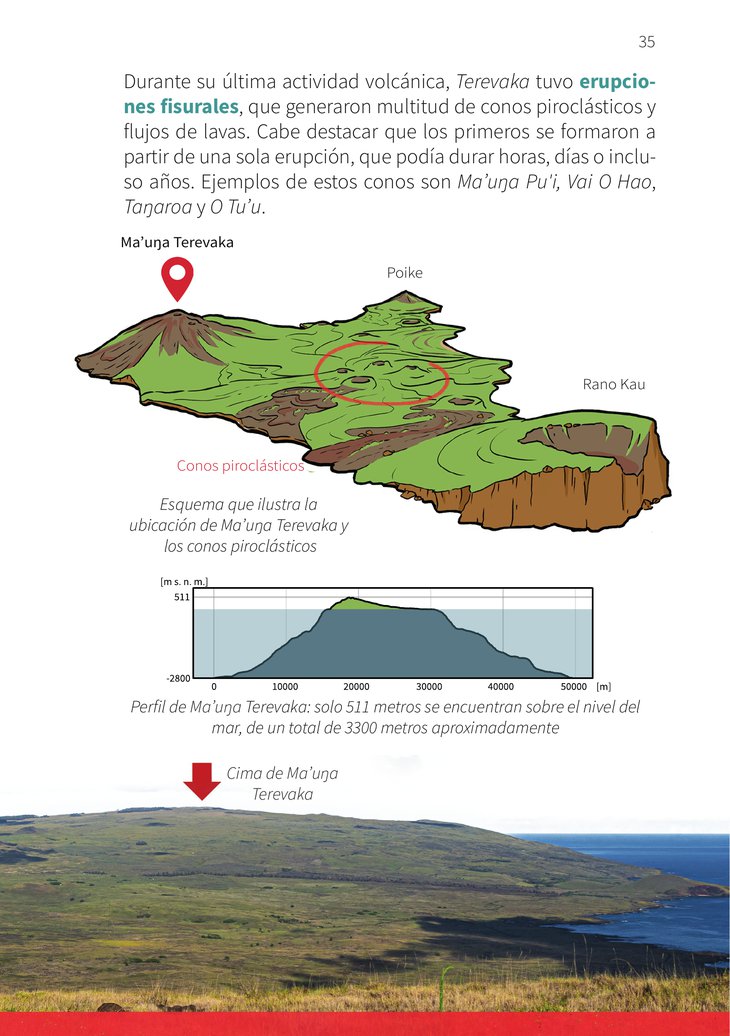 35
Durante su última actividad volcánica, Terevaka tuvo erupcio-
nes fisurales, que generaron multitud de conos piroclásticos y
flujos de lavas. Cabe destacar que los primeros se formaron a
partir de una sola erupción, que podía durar horas, días o inclu-
so años. Ejemplos de estos conos son Ma’uŋa Pu'i, Vai O Hao,
Taŋaroa y O Tu’u.
Ma’uŋa Terevaka
Poike
Rano Kau
Conos piroclásticos
Esquema que ilustra la
ubicación de Ma’uŋa Terevaka y
los conos piroclásticos
[m s. n. m.]
511
-2800
0 10000 20000 30000 40000 50000 [m]
Perfil de Ma’uŋa Terevaka: solo 511 metros se encuentran sobre el nivel del
mar, de un total de 3300 metros aproximadamente
Cima de Ma’uŋa
Terevaka